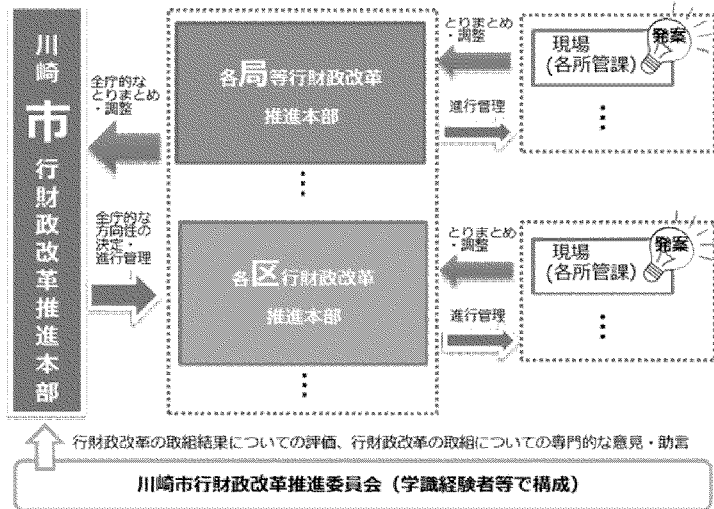 川崎市行財政改革推進本部
全庁的な
とりまとめ
・調整
全庁的な
方向性の
決定・
進行管理
各局等行財政改革
推進本部
各区行財政改革
推進本部
とりまとめ
・調整
進行管理
発案
現場
(各所管課)
とりまとめ
・調整
進行管理
発案
現場
(各所管課)
行財政改革の取組結果についての評価、行財政改革の取組についての専門的な意見・助言
川崎市行財政改革推進委員会（学識経験者等で構成）